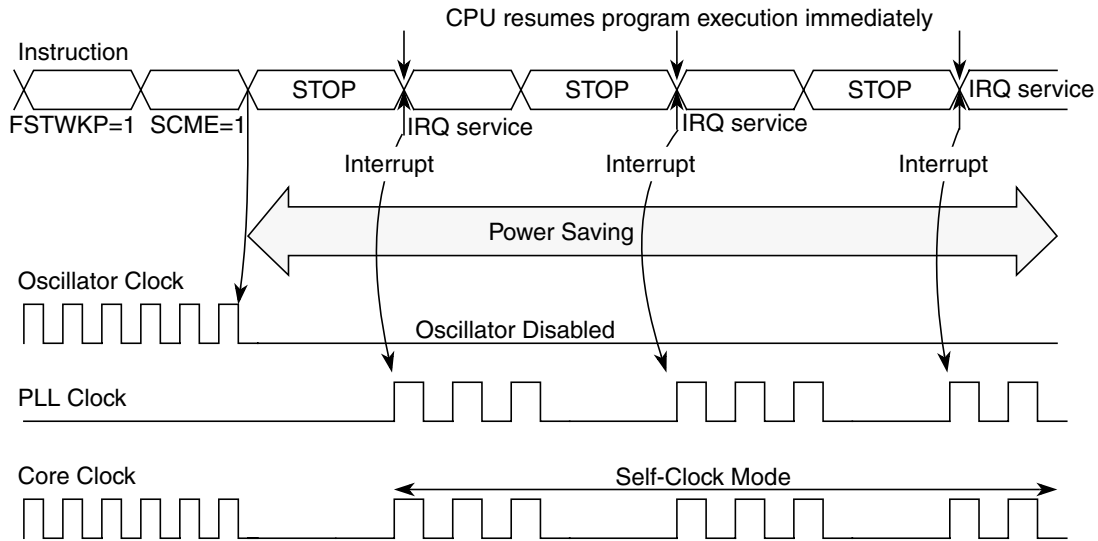 CPU resumes program execution immediately
Instruction
STOP
STOP
STOP
IRQ service
FSTWKP=1
SCME=1
IRQ service
IRQ service
Interrupt
Interrupt
Interrupt
Power Saving
Oscillator Clock
Oscillator Disabled
PLL Clock
Core Clock
Self-Clock Mode